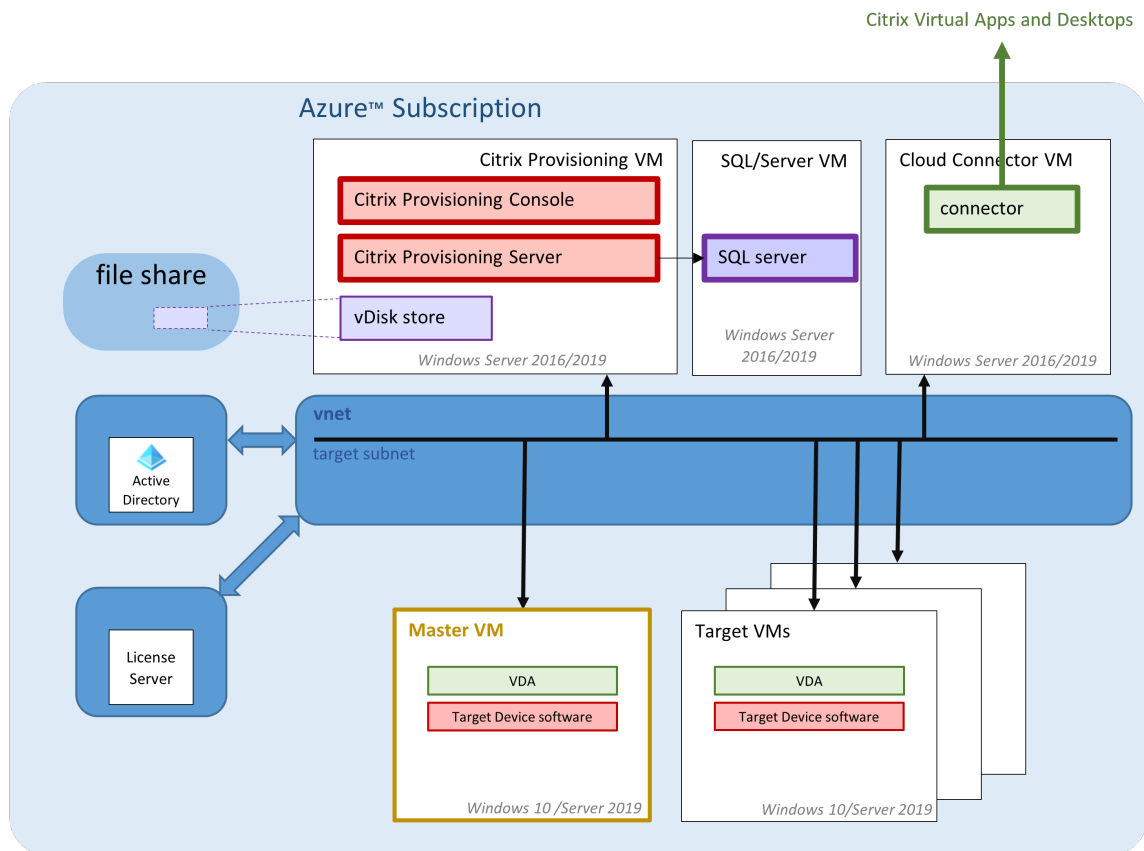 Citrix Virtual Apps and Desktops
Azure™ Subscription
Citrix Provisioning VM
Citrix Provisioning Console
Citrix Provisioning Server
vDisk store
Windows Server 2016/2019
SQL/Server VM
SQL server
Windows Server
2016/2019
Cloud Connector VM
connector
Windows Server 2016/2019
file share
vnet
target subnet
Active
Directory
License
Server
Master VM
VDA
Target Device software
Windows 10 /Server 2019
Target VMs
VDA
Target Device software
Windows 10/Server 2019